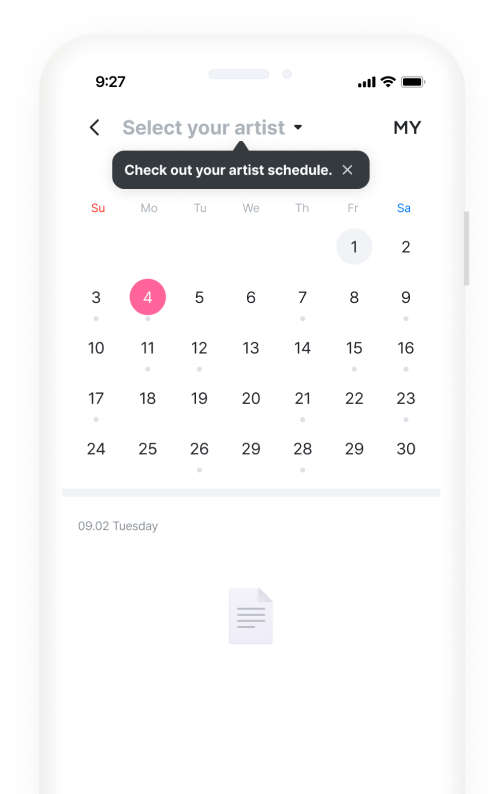 9:27
Select your artist MY
Check out your artist schedule.
Su Mo Tu We Th Fr Sa
1 2
3 4 5 6 7 8 9
10 11 12 13 14 15 16
17 18 19 20 21 22 23
24 25 26 29 28 29 30
09.02 Tuesday